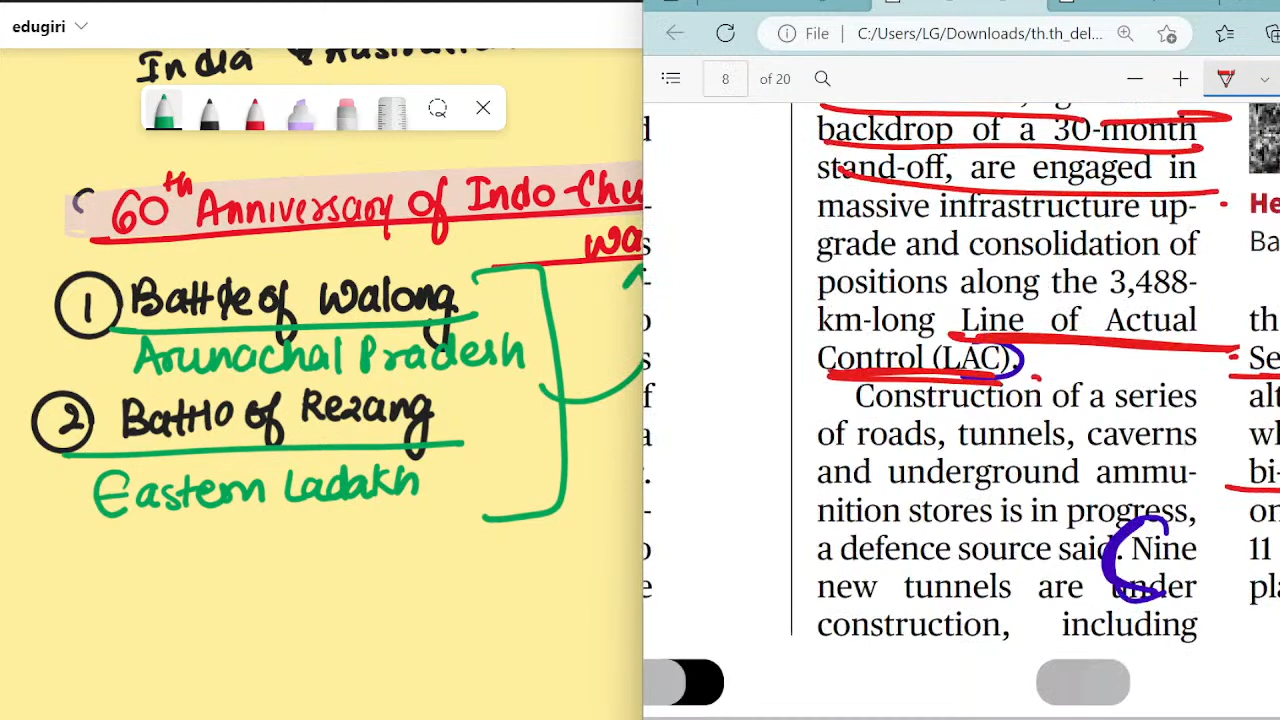 edugiri
India & Australia
60th Anniversary of Indo-Chi
wa
1 Battle of Walong
Arunachal Pradesh
2 Battle of Rezang
Eastern Ladakh
File C:/Users/LG/Downloads/th.th_del...
8 of 20
backdrop of a 30-month
stand-off, are engaged in
massive infrastructure up-
grade and consolidation of
positions along the 3,488-
km-long Line of Actual
Control (LAC).
Construction of a series
of roads, tunnels, caverns
and underground ammu-
nition stores is in progress,
a defence source said. Nine
new tunnels are under
construction, including
He
Ba
th
Se
alt
wh
bi-
on
11
pla